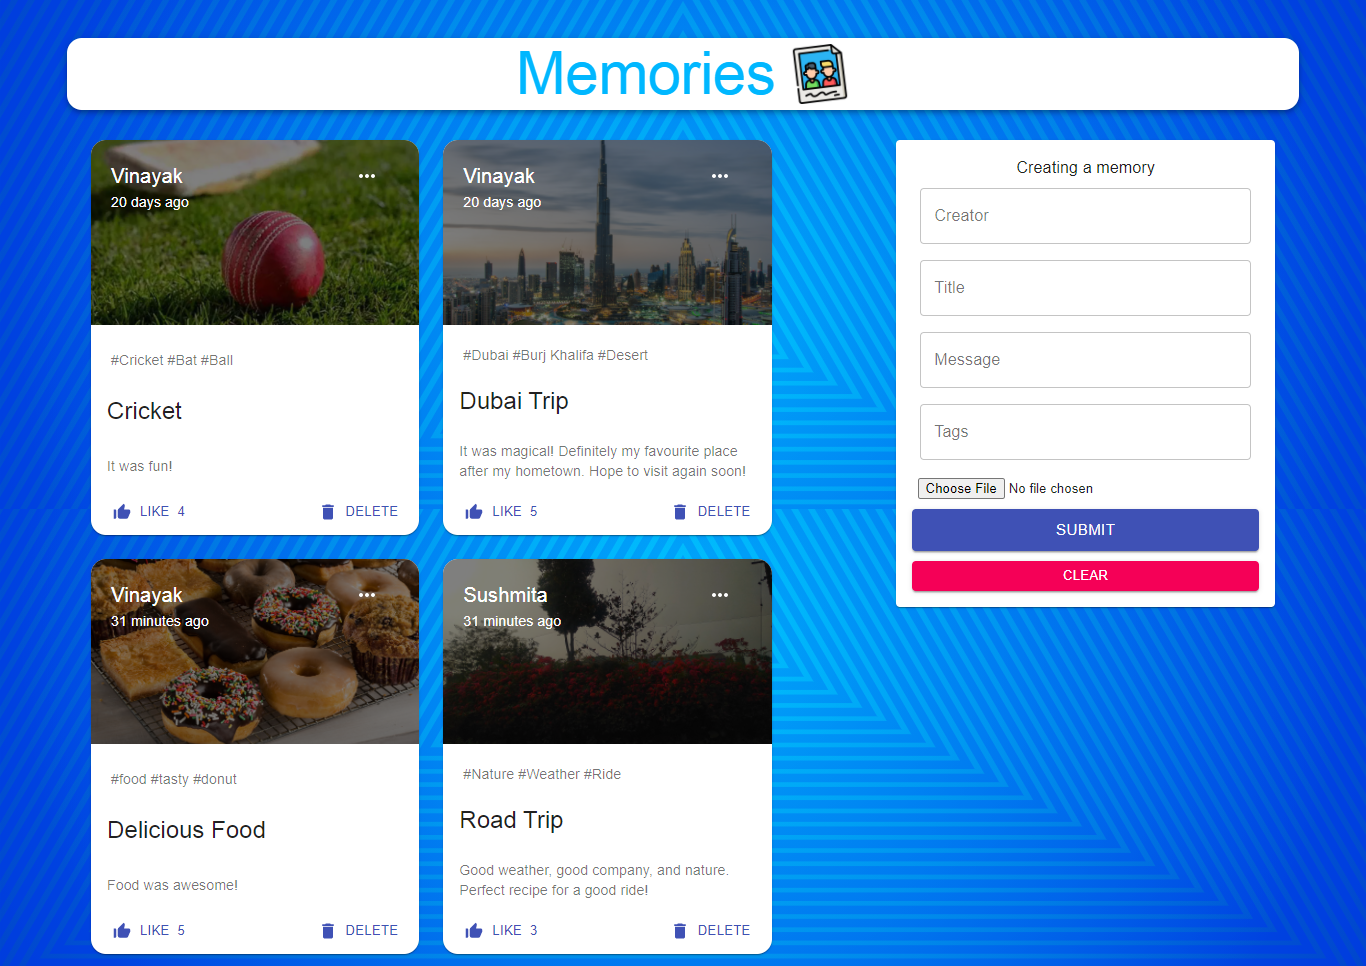 Memories
Vinayak
20 days ago
#Cricket #Bat #Ball
Cricket
It was fun!
LIKE 4
DELETE
Vinayak
20 days ago
#Dubai #Burj Khalifa #Desert
Dubai Trip
It was magical! Definitely my favourite place
after my hometown. Hope to visit again soon!
LIKE 5
DELETE
Vinayak
31 minutes ago
#food #tasty #donut
Delicious Food
Food was awesome!
LIKE 5
DELETE
Sushmita
31 minutes ago
#Nature #Weather #Ride
Road Trip
Good weather, good company, and nature.
Perfect recipe for a good ride!
LIKE 3
DELETE
Creating a memory
Creator
Title
Message
Tags
Choose File No file chosen
SUBMIT
CLEAR